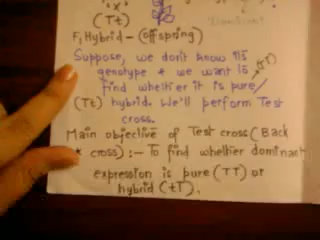 'x'
(Tt)
F₁ Hybrid - (offspring)
Suppose, we don't know its
genotype & we want to
find whether it is pure/ (TT)
(Tt) hybrid. We'll perform Test
cross.
Main objective of Test cross (Back
* cross) :- To find whether dominant
expression is pure (TT) or
hybrid (tT).